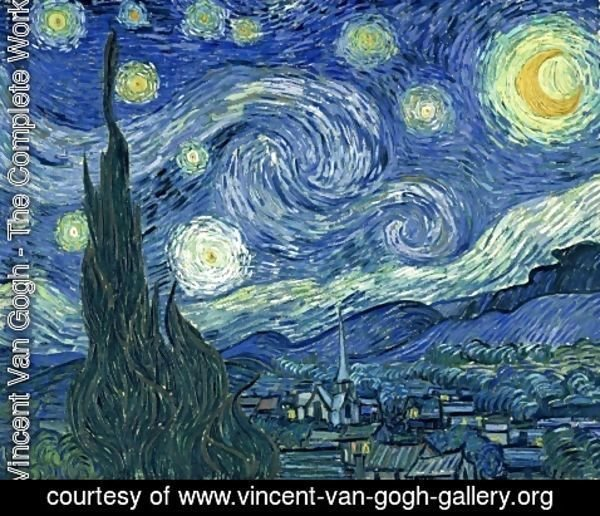 Vincent Van Gogh - The Complete Work
courtesy of www.vincent-van-gogh-gallery.org